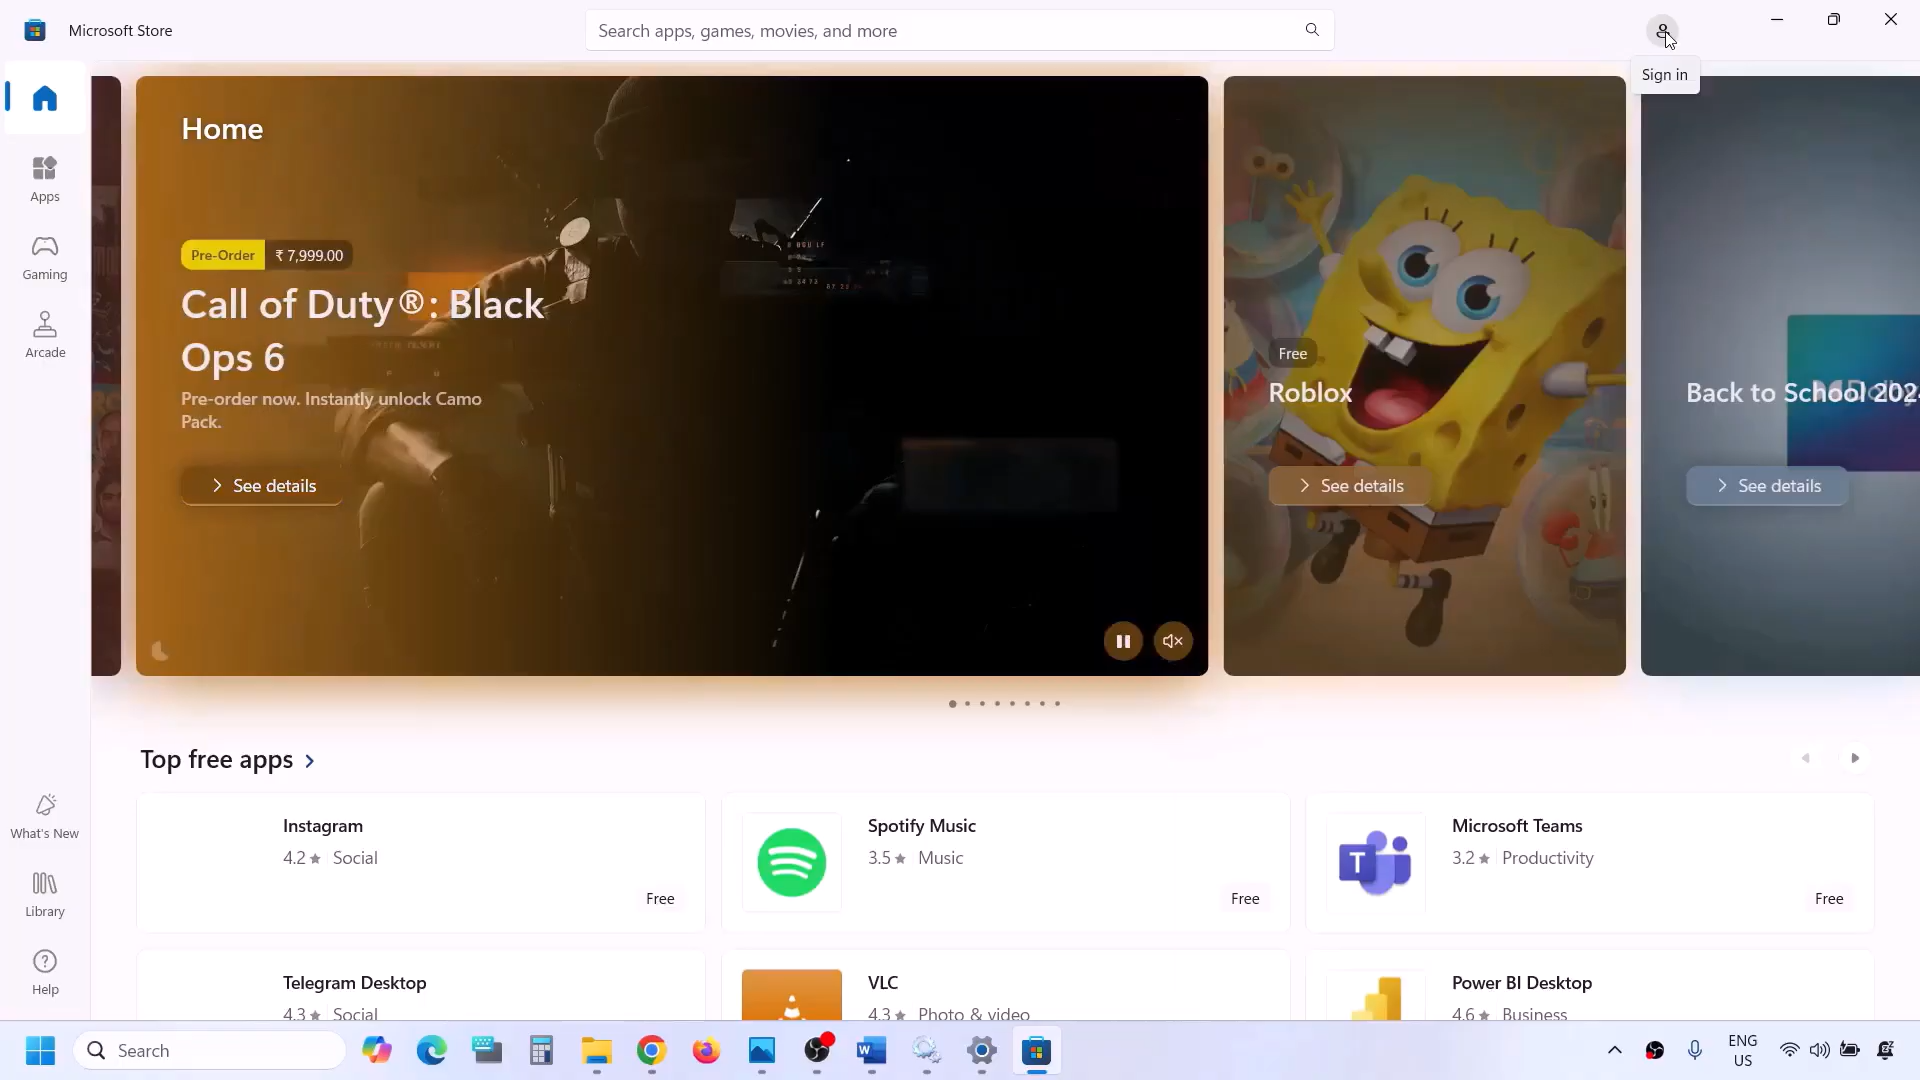 Microsoft Store
Search apps, games, movies, and more
Sign in
Home
Apps
Gaming
Arcade
Pre-Order ₹ 7,999.00
Call of Duty®: Black
Ops 6
Pre-order now. Instantly unlock Camo
Pack.
See details
Free
Roblox
See details
Back to School 202
See details
Top free apps
Instagram
4.2 ★ Social
Free
Spotify Music
3.5 ★ Music
Free
Microsoft Teams
3.2 ★ Productivity
Free
Telegram Desktop
4.3 ★ Social
VLC
4.3 ★ Photo & video
Power BI Desktop
4.6 ★ Business
What's New
Library
Help
Search
ENG
US